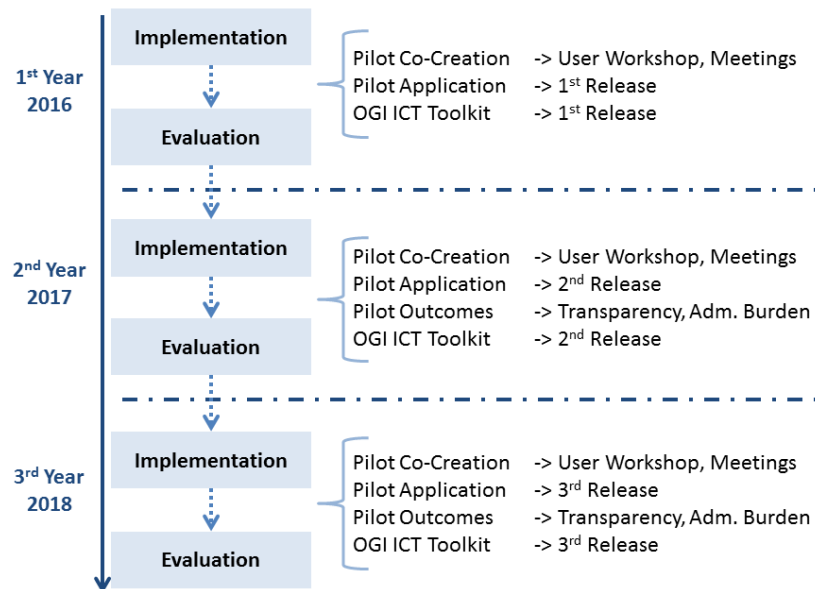 Implementation
1st Year
2016
Evaluation
Pilot Co-Creation -> User Workshop, Meetings
Pilot Application -> 1st Release
OGI ICT Toolkit -> 1st Release
Implementation
2nd Year
2017
Evaluation
Pilot Co-Creation -> User Workshop, Meetings
Pilot Application -> 2nd Release
Pilot Outcomes -> Transparency, Adm. Burden
OGI ICT Toolkit -> 2nd Release
Implementation
3rd Year
2018
Evaluation
Pilot Co-Creation -> User Workshop, Meetings
Pilot Application -> 3rd Release
Pilot Outcomes -> Transparency, Adm. Burden
OGI ICT Toolkit -> 3rd Release